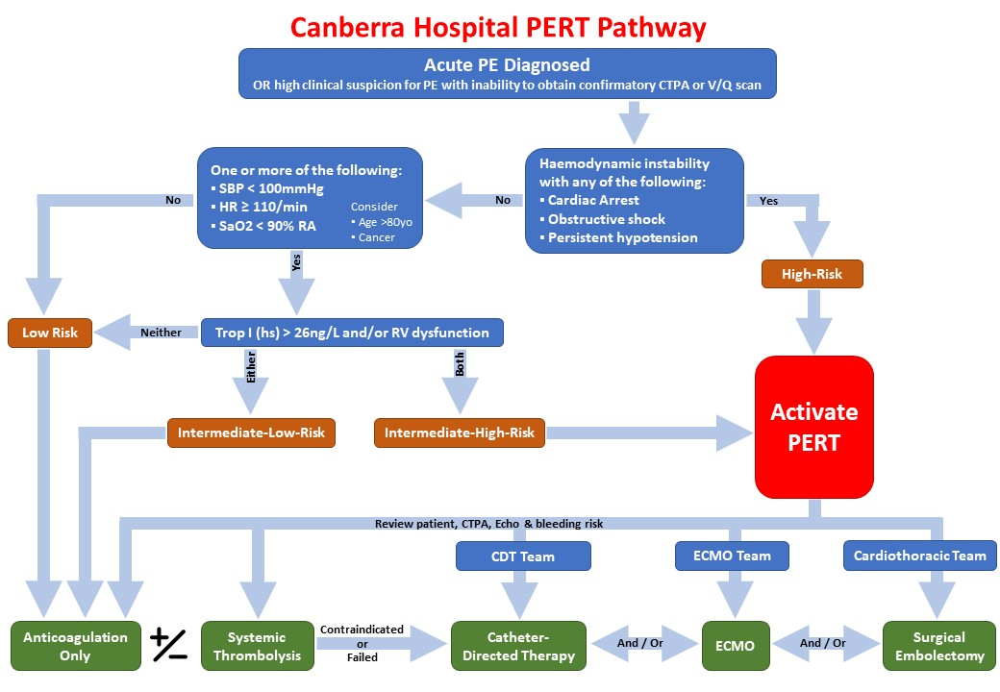 Canberra Hospital PERT Pathway
Acute PE Diagnosed
OR high clinical suspicion for PE with inability to obtain confirmatory CTPA or V/Q scan
One or more of the following:
▪ SBP < 100mmHg
▪ HR ≥ 110/min
▪ SaO2 < 90% RA
Consider
▪ Age >80yo
▪ Cancer
Haemodynamic instability
with any of the following:
▪ Cardiac Arrest
▪ Obstructive shock
▪ Persistent hypotension
No
No
Yes
Yes
High-Risk
Low Risk
Neither
Trop I (hs) > 26ng/L and/or RV dysfunction
Either
Both
Intermediate-Low-Risk
Intermediate-High-Risk
Activate
PERT
Review patient, CTPA, Echo & bleeding risk
CDT Team
ECMO Team
Cardiothoracic Team
Anticoagulation
Only
+/−
Systemic
Thrombolysis
Contraindicated
or
Failed
Catheter-
Directed Therapy
And / Or
ECMO
And / Or
Surgical
Embolectomy